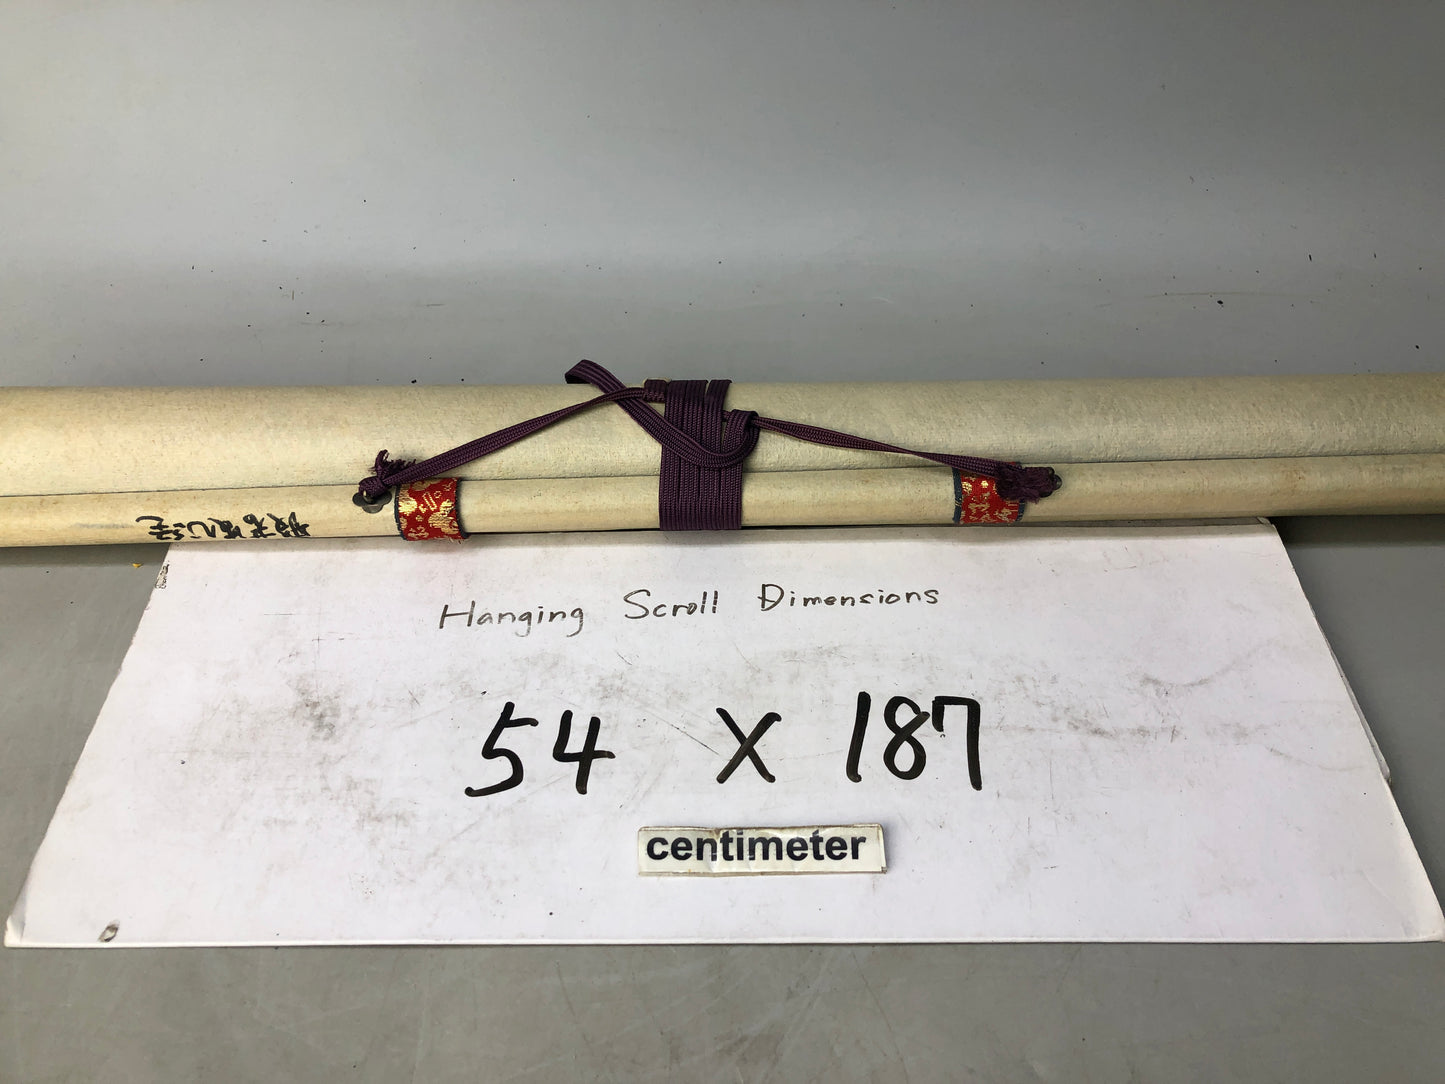 Hanging Scroll Dimensions
54 X 187
centimeter